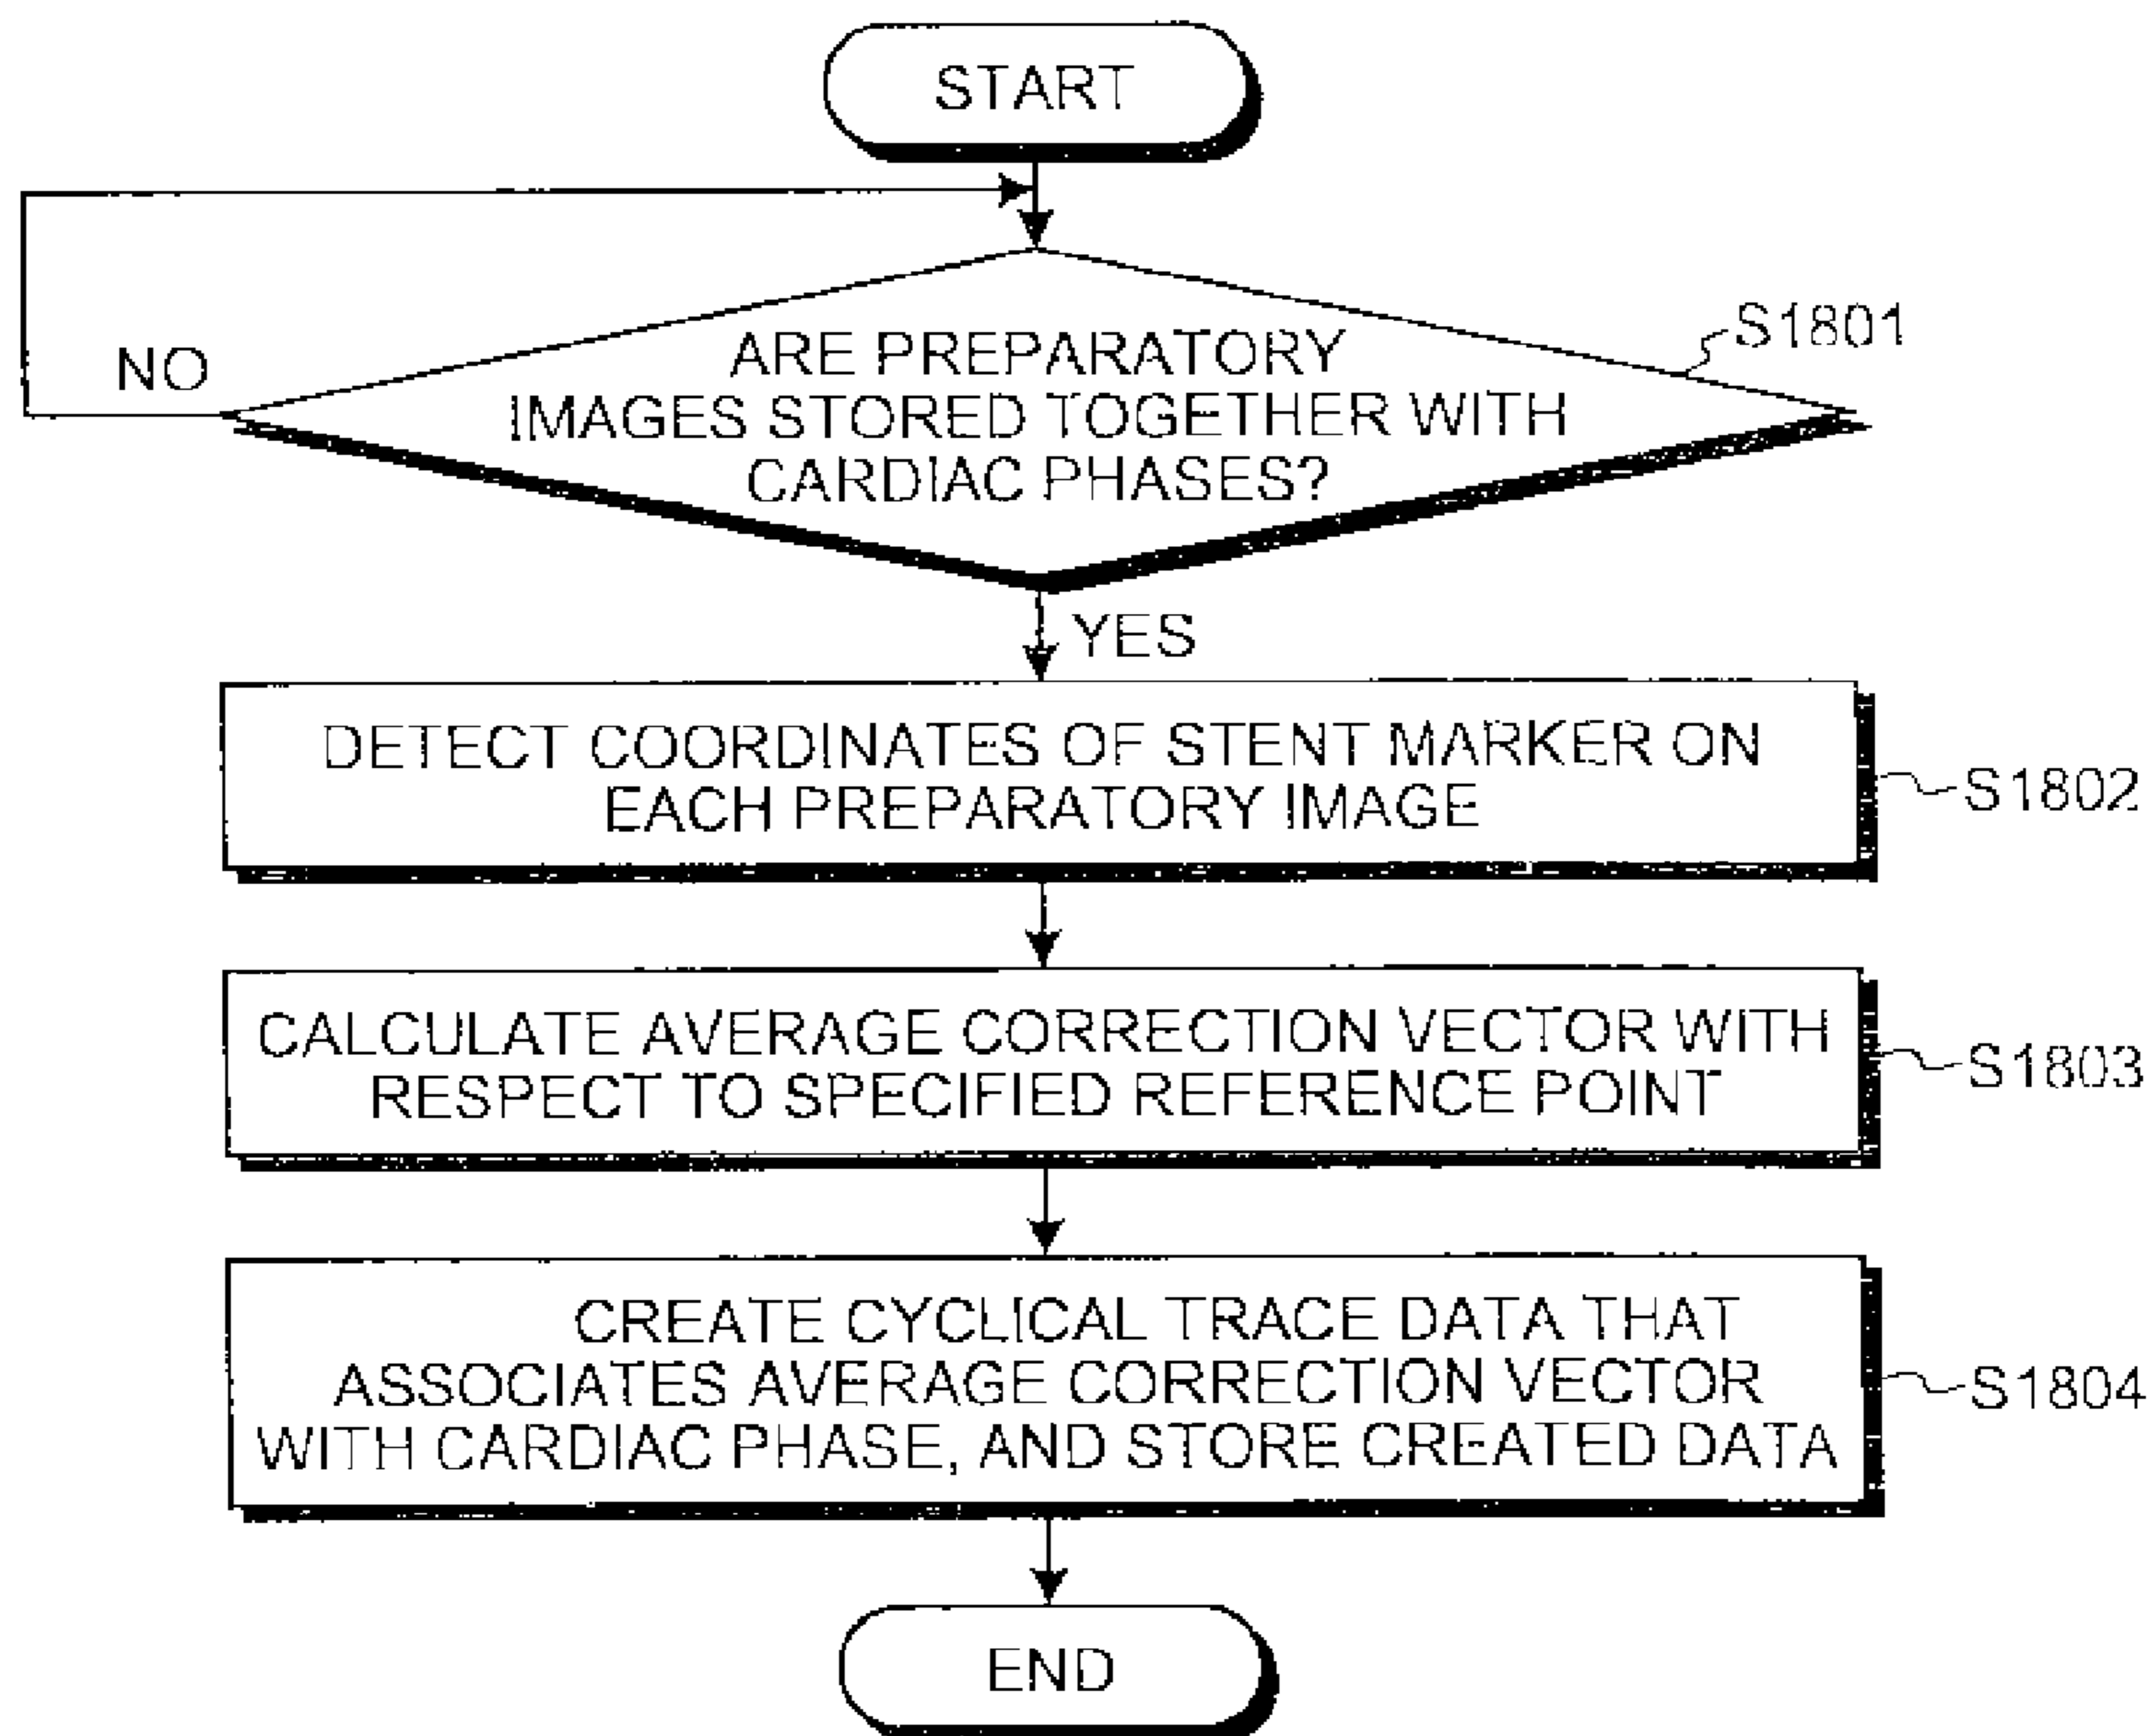 START
NO
ARE PREPARATORY
IMAGES STORED TOGETHER WITH
CARDIAC PHASES?
S1801
YES
DETECT COORDINATES OF STENT MARKER ON
EACH PREPARATORY IMAGE
S1802
CALCULATE AVERAGE CORRECTION VECTOR WITH
RESPECT TO SPECIFIED REFERENCE POINT
S1803
CREATE CYCLICAL TRACE DATA THAT
ASSOCIATES AVERAGE CORRECTION VECTOR
WITH CARDIAC PHASE, AND STORE CREATED DATA
S1804
END